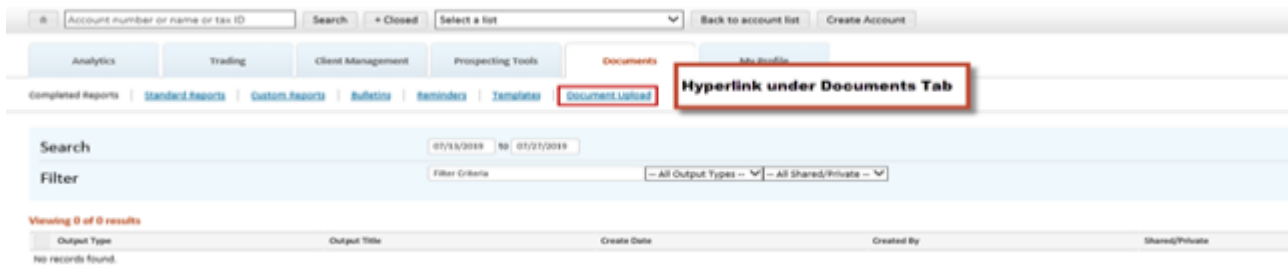 Account number or name or tax ID Search + Closed Select a list Back to account list Create Account
Analytics Trading Client Management Prospecting Tools Documents My Profile
Completed Reports Standard Reports Custom Reports Bulletins Reminders Templates Document Upload
Hyperlink under Documents Tab
Search 07/13/2019 to 07/27/2019
Filter Filter Criteria -- All Output Types -- -- All Shared/Private --
Viewing 0 of 0 results
Output Type Output Title Create Date Created By Shared/Private
No records found.